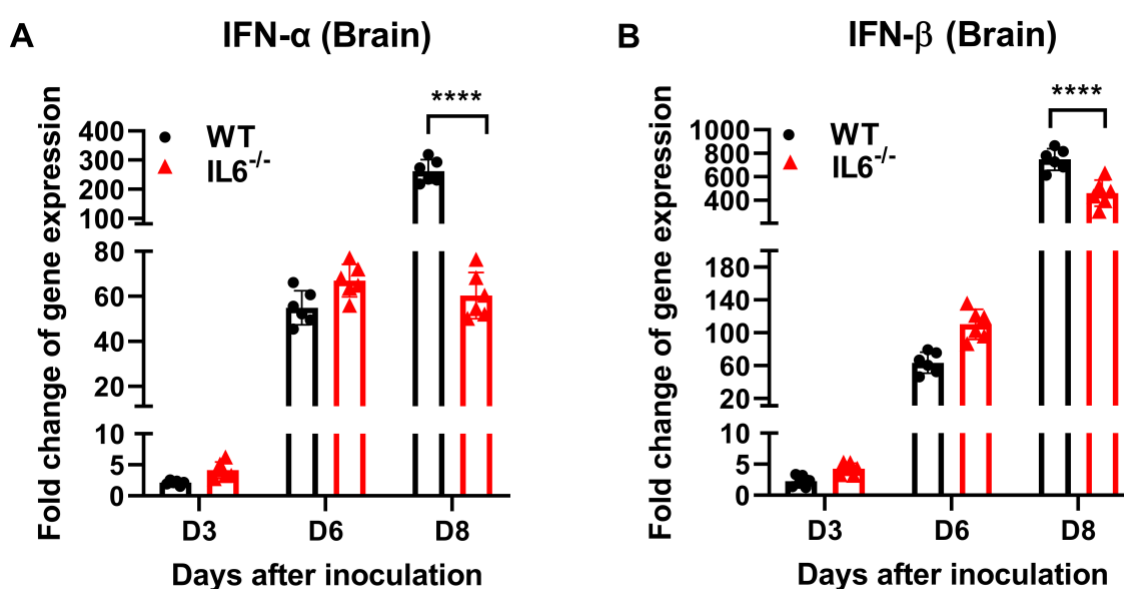 A
IFN-α (Brain)
Fold change of gene expression
400
300
200
100
80
60
40
20
10
5
0
WT
IL6-/-
****
D3
D6
D8
Days after inoculation
B
IFN-β (Brain)
Fold change of gene expression
1000
800
600
400
180
140
100
60
20
10
5
0
WT
IL6-/-
****
D3
D6
D8
Days after inoculation